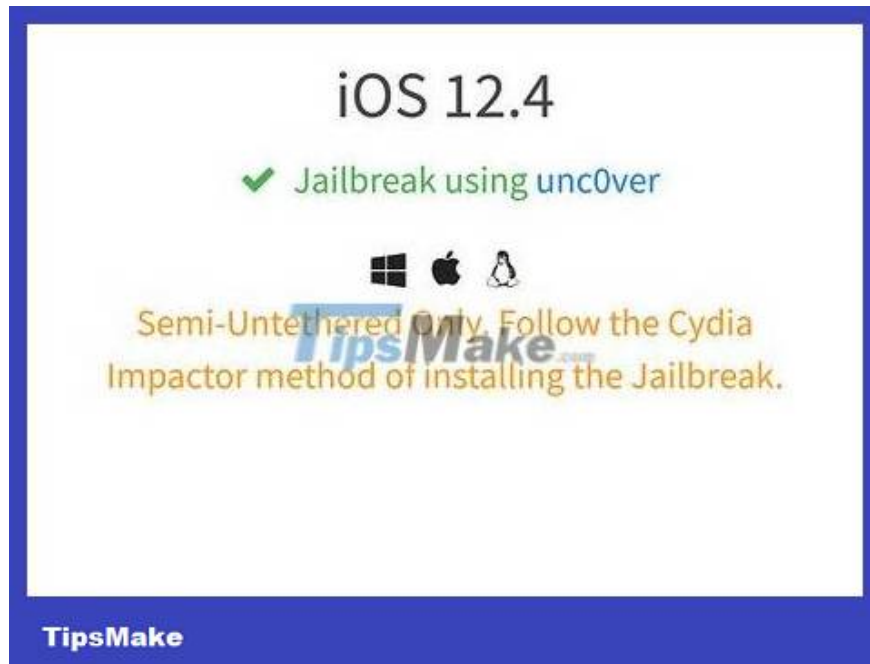 iOS 12.4
✔ Jailbreak using unc0ver
Semi-Untethered Only. Follow the Cydia
TipsMake.com
Impactor method of installing the Jailbreak.
TipsMake